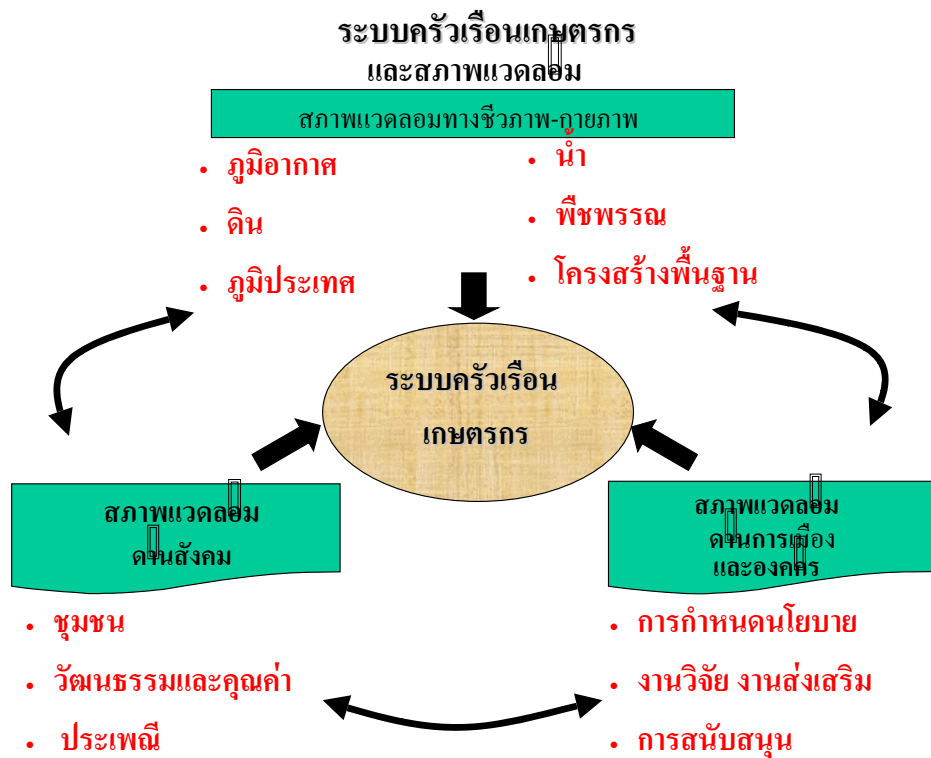 ระบบครัวเรือนเกษตรกร
และสภาพแวดล้อม
สภาพแวดลอมทางชีวภาพ-กายภาพ
• ภูมิอากาศ
• ดิน
• ภูมิประเทศ
• น้ำ
• พืชพรรณ
• โครงสร้างพื้นฐาน
ระบบครัวเรือน
เกษตรกร
สภาพแวดล้อม
ด้านสังคม
• ชุมชน
• วัฒนธรรมและคุณค่า
• ประเพณี
สภาพแวดล้อม
ด้านการเมือง
และองค์กร
• การกำหนดนโยบาย
• งานวิจัย งานส่งเสริม
• การสนับสนุน